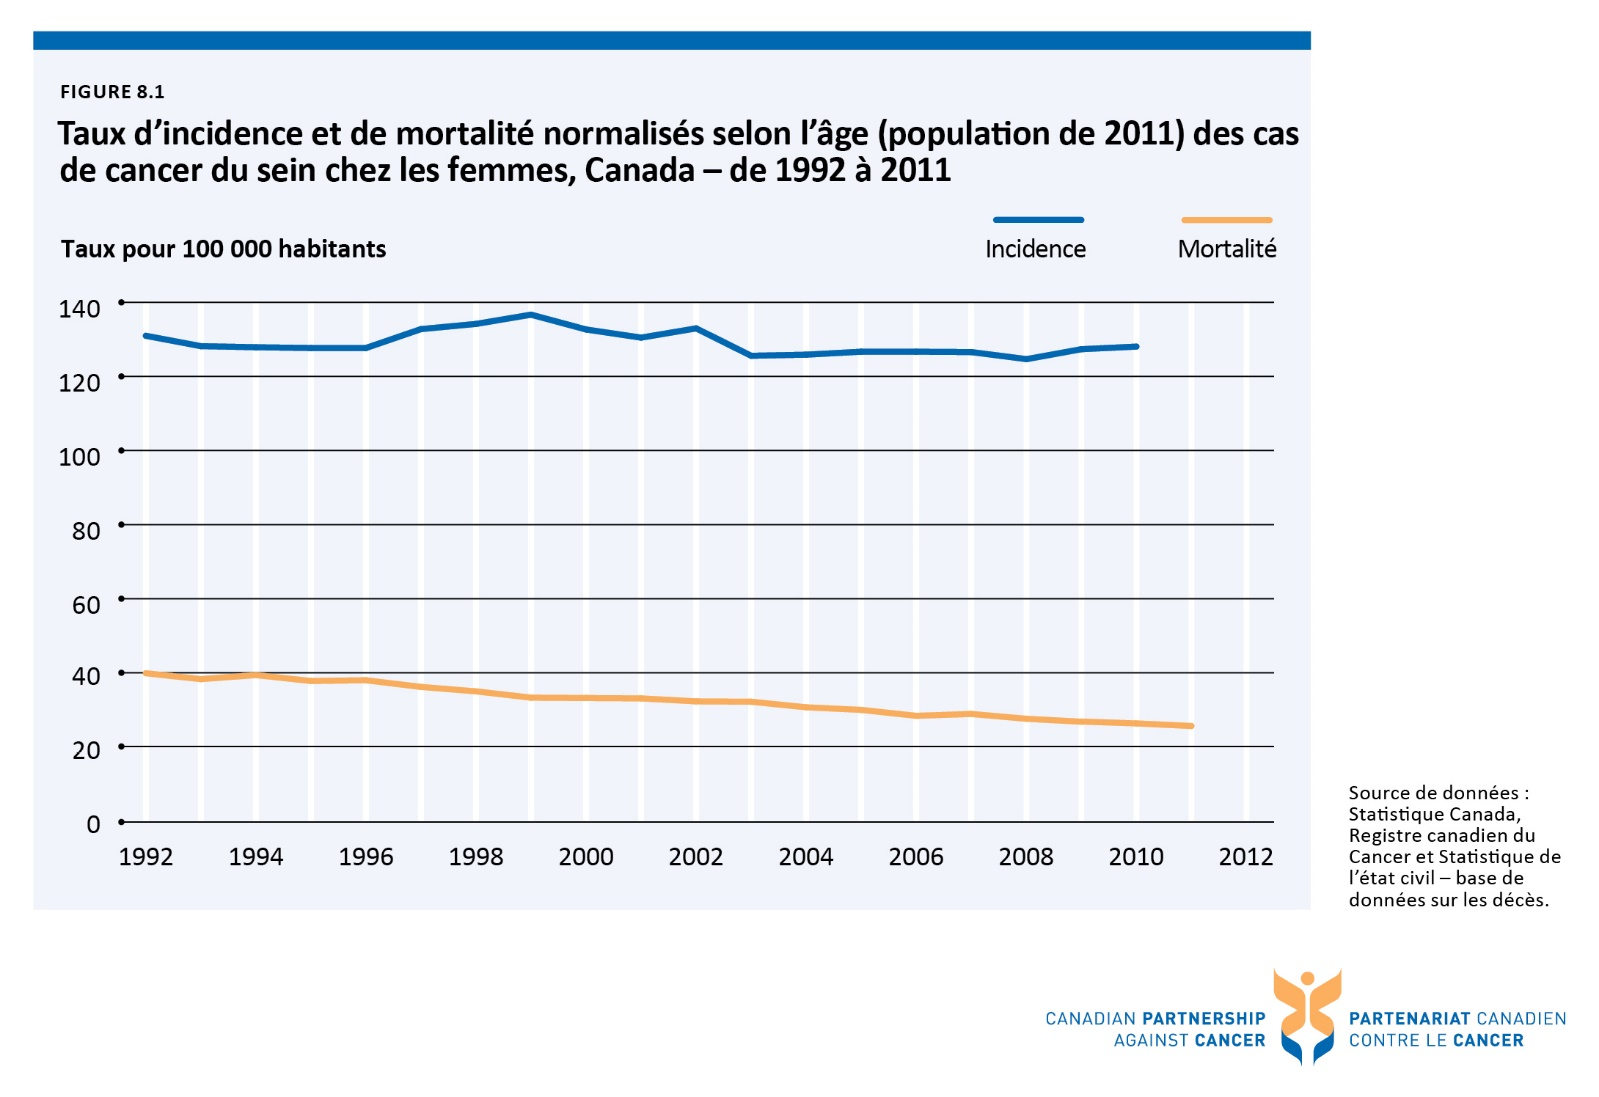 FIGURE 8.1
Taux d’incidence et de mortalité normalisés selon l’âge (population de 2011) des cas
de cancer du sein chez les femmes, Canada – de 1992 à 2011
Taux pour 100 000 habitants
Incidence
Mortalité
140
120
100
80
60
40
20
0
1992 1994 1996 1998 2000 2002 2004 2006 2008 2010 2012
Source de données :
Statistique Canada,
Registre canadien du
Cancer et Statistique de
l’état civil – base de
données sur les décès.
CANADIAN PARTNERSHIP
AGAINST CANCER
PARTENARIAT CANADIEN
CONTRE LE CANCER